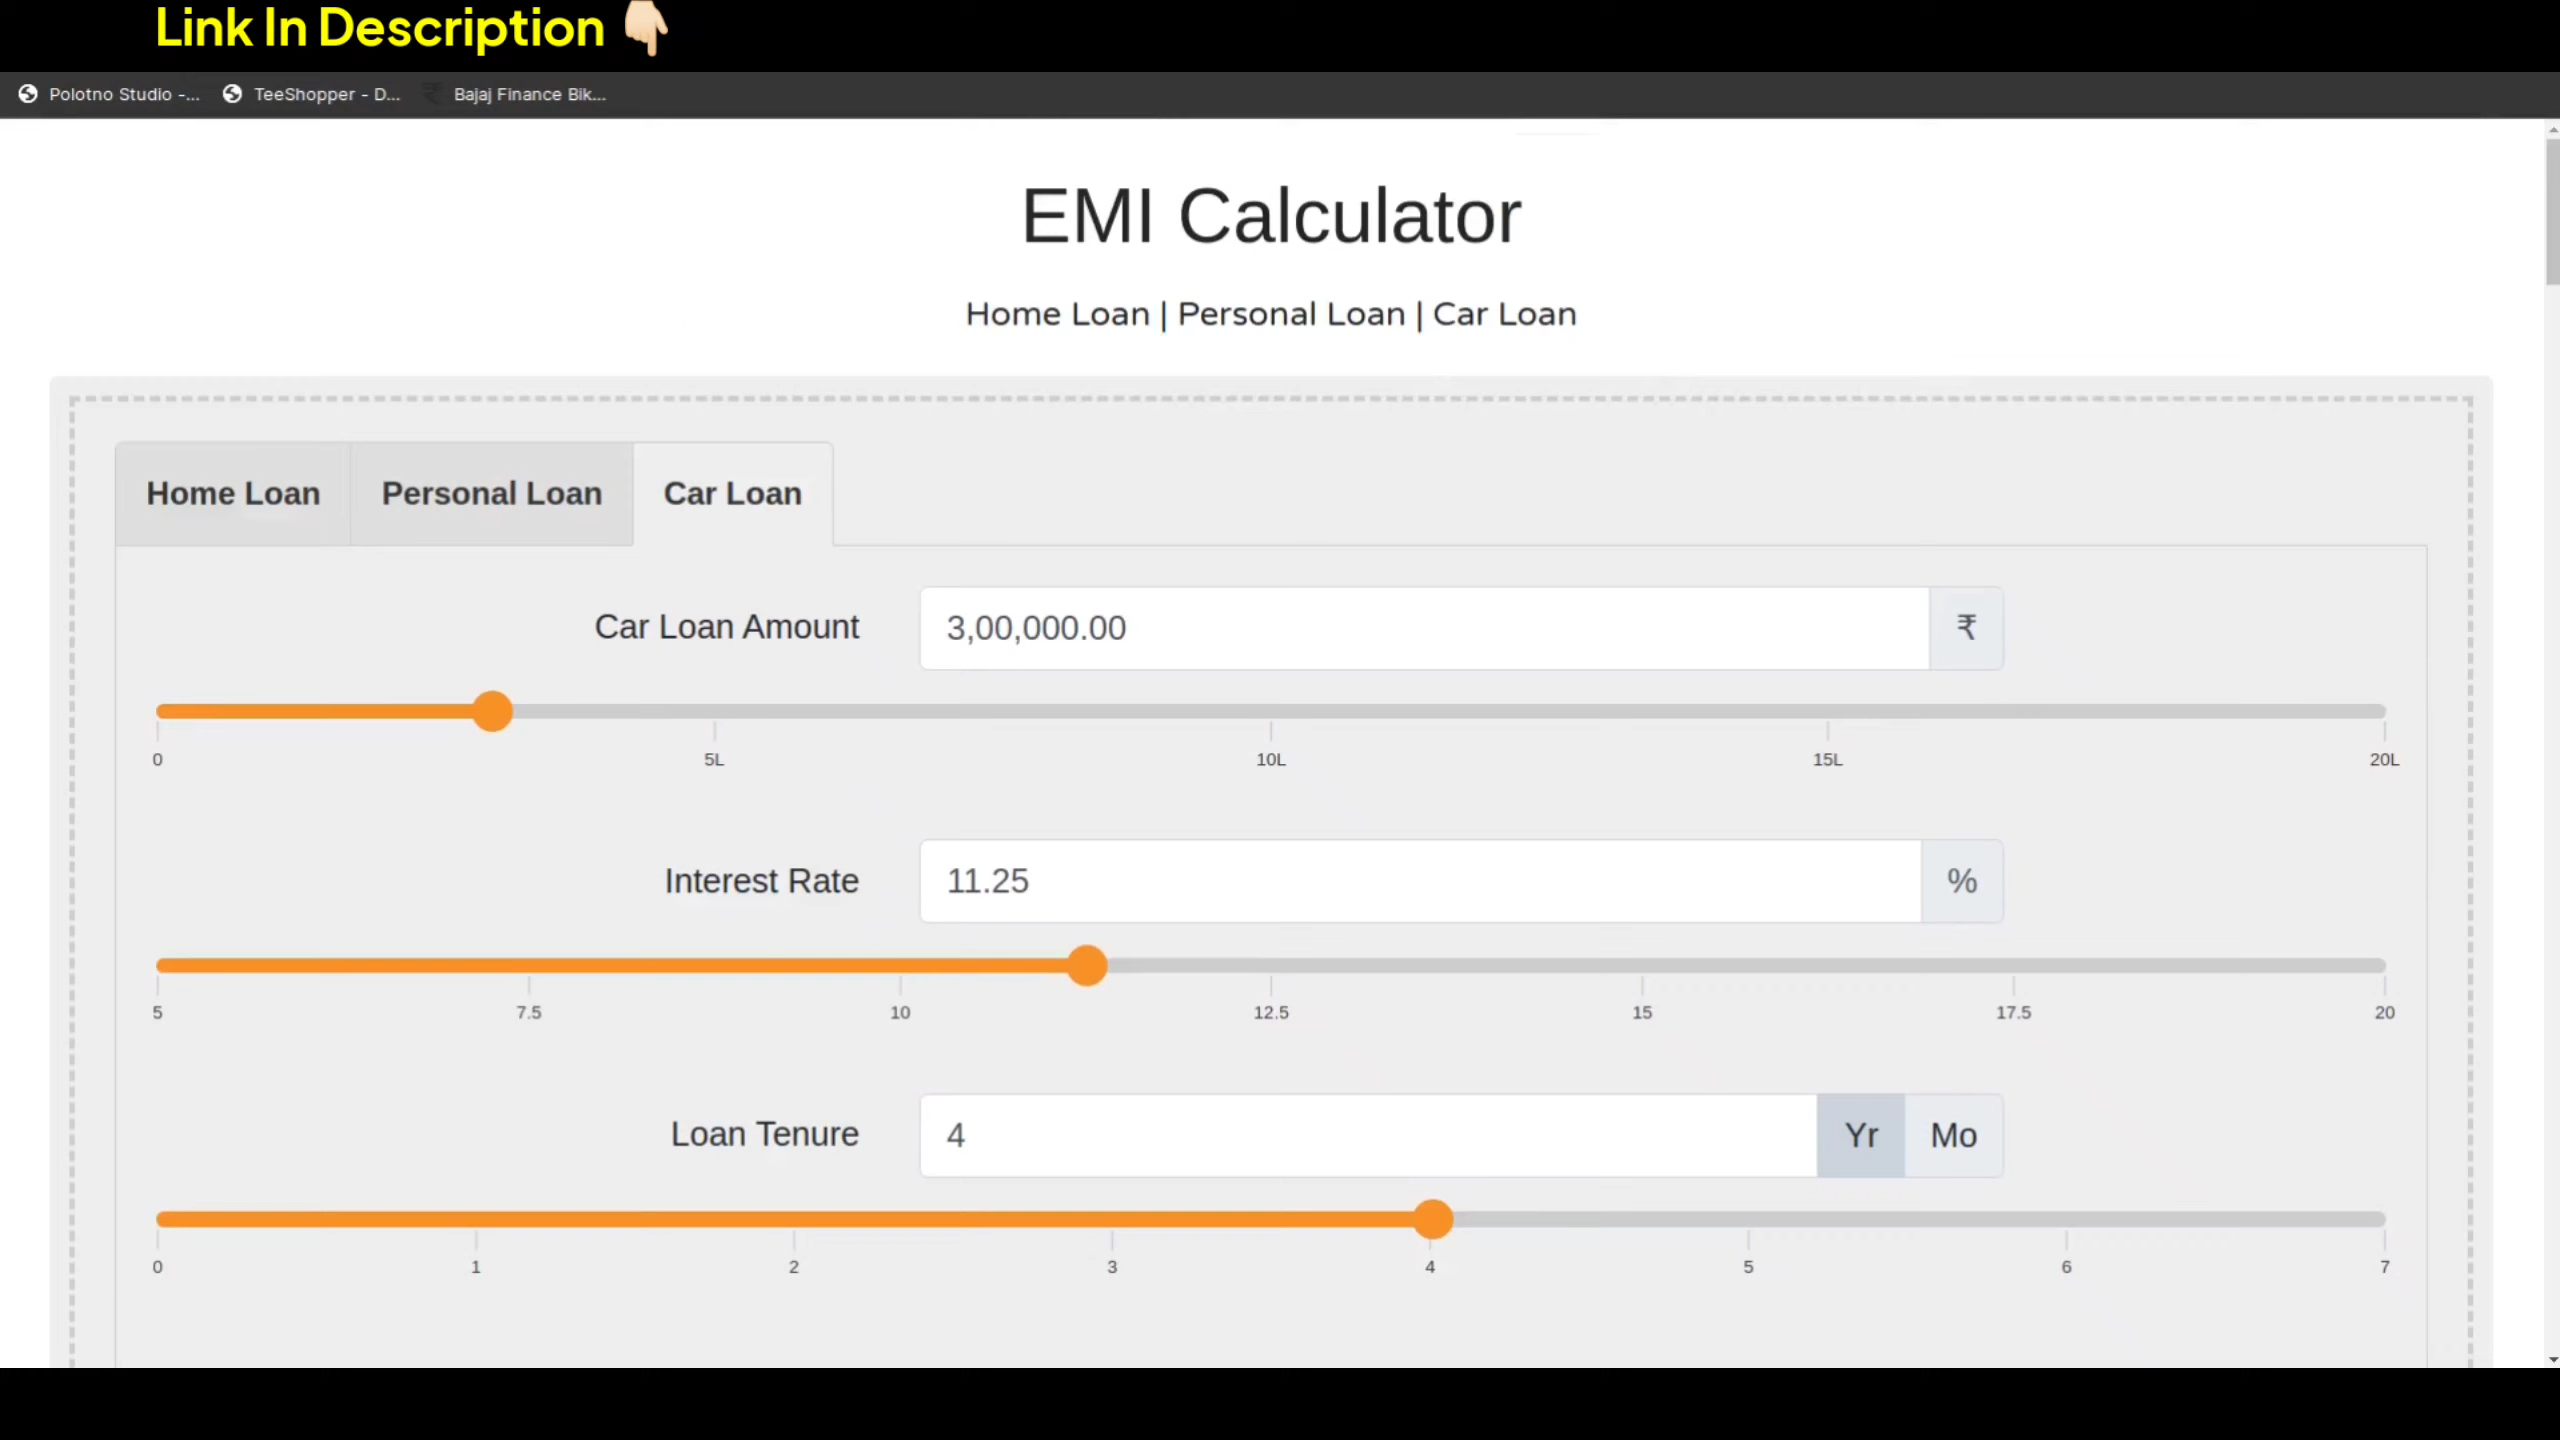 Link In Description 👇🏻
Polotno Studio -... TeeShopper - D... Bajaj Finance Bik...
EMI Calculator
Home Loan | Personal Loan | Car Loan
Home Loan Personal Loan Car Loan
Car Loan Amount 3,00,000.00 ₹
0 5L 10L 15L 20L
Interest Rate 11.25 %
5 7.5 10 12.5 15 17.5 20
Loan Tenure 4 Yr Mo
0 1 2 3 4 5 6 7